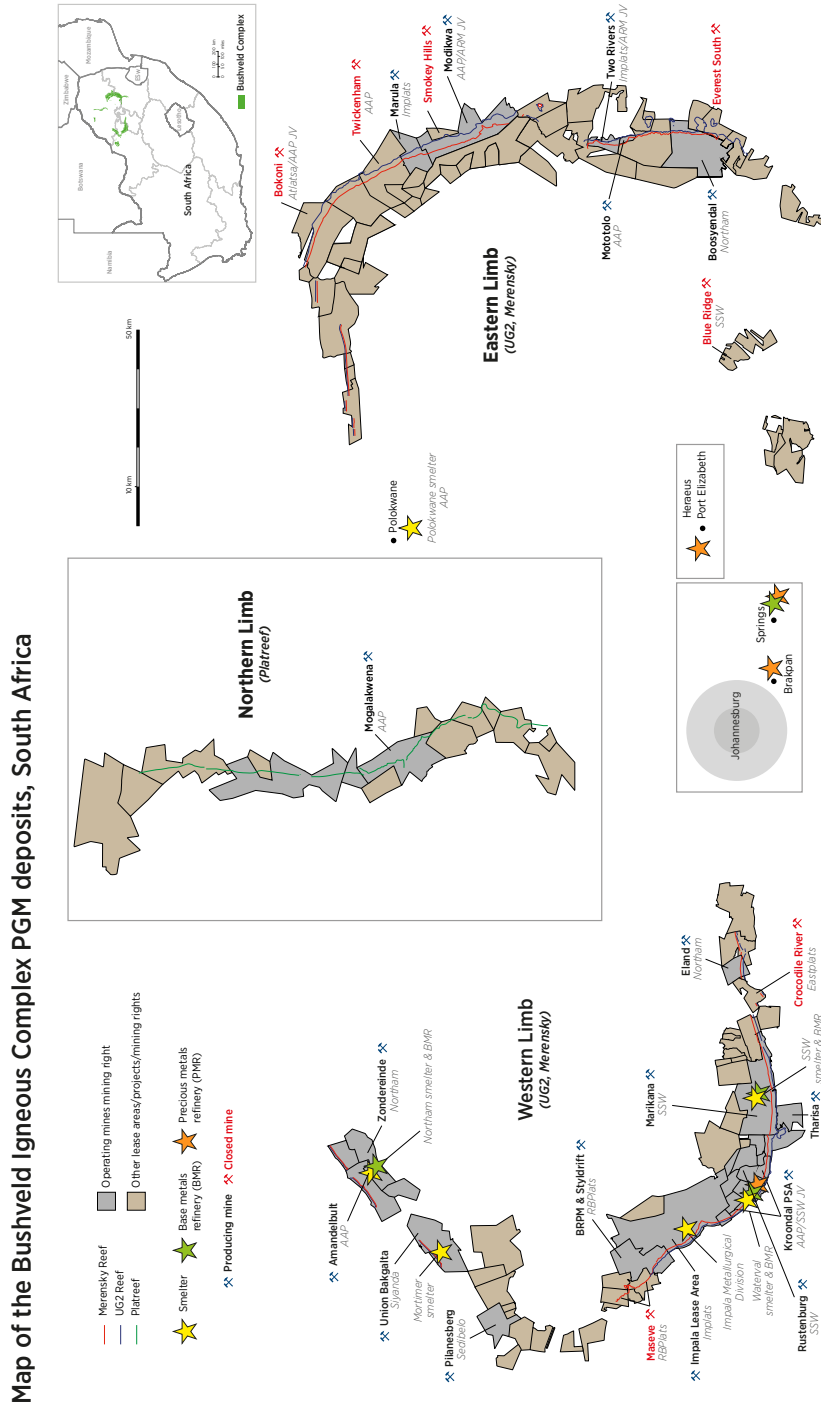 Map of the Bushveld Igneous Complex PGM deposits, South Africa
Merensky Reef
UG2 Reef
Platreef
Operating mines mining right
Other lease areas/projects/mining rights
Smelter
Base metals
refinery (BMR)
Precious metals
refinery (PMR)
Producing mine
Closed mine
Western Limb
(UG2, Merensky)
Amandelbult
AAP
Zondereinde
Northam
Northam smelter & BMR
Union Bakgatla
Siyanda
Mortimer
smelter
Pilanesberg
Sedibelo
BRPM & Styldrift
RBPlats
Maseve
RBPlats
Impala Lease Area
Implats
Impala Metallurgical
Division
Waterval
smelter & BMR
Rustenburg
SSW
Kroondal PSA
AAP/SSW JV
Marikana
SSW
Tharisa
SSW
smelter & BMR
Eland
Northam
Crocodile River
Eastplats
Northern Limb
(Platreef)
Mogalakwena
AAP
Johannesburg
Brakpan
Springs
Heraeus
Port Elizabeth
Polokwane
Polokwane smelter
AAP
10 km
50 km
Eastern Limb
(UG2, Merensky)
Bokoni
Atlatsa/AAP JV
Twickenham
AAP
Marula
Implats
Smokey Hills
Modikwa
AAP/ARM JV
Two Rivers
Implats/ARM JV
Mototolo
AAP
Everest South
Boosyendal
Northam
Blue Ridge
SSW
Namibia
Botswana
Zimbabwe
Mozambique
ESw.
Lesotho
South Africa
Bushveld Complex